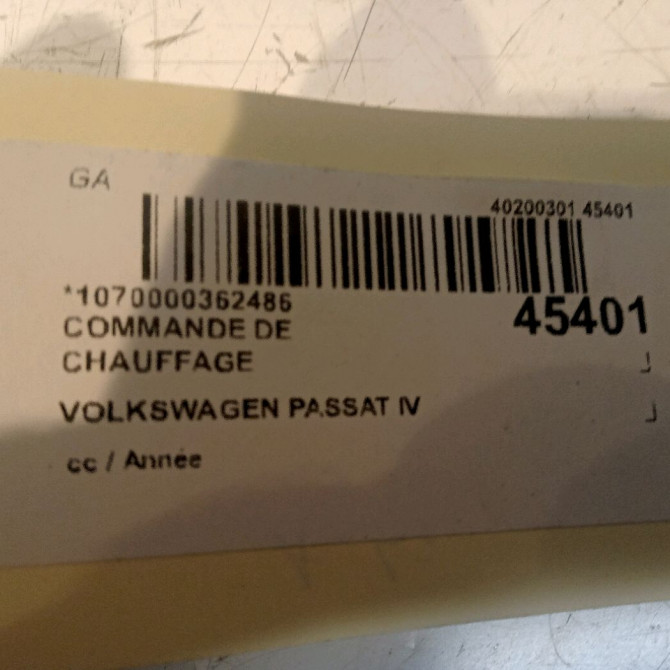 GA
40200301 45401
*1070000362486
45401
COMMANDE DE
CHAUFFAGE
VOLKSWAGEN PASSAT IV
cc / Année